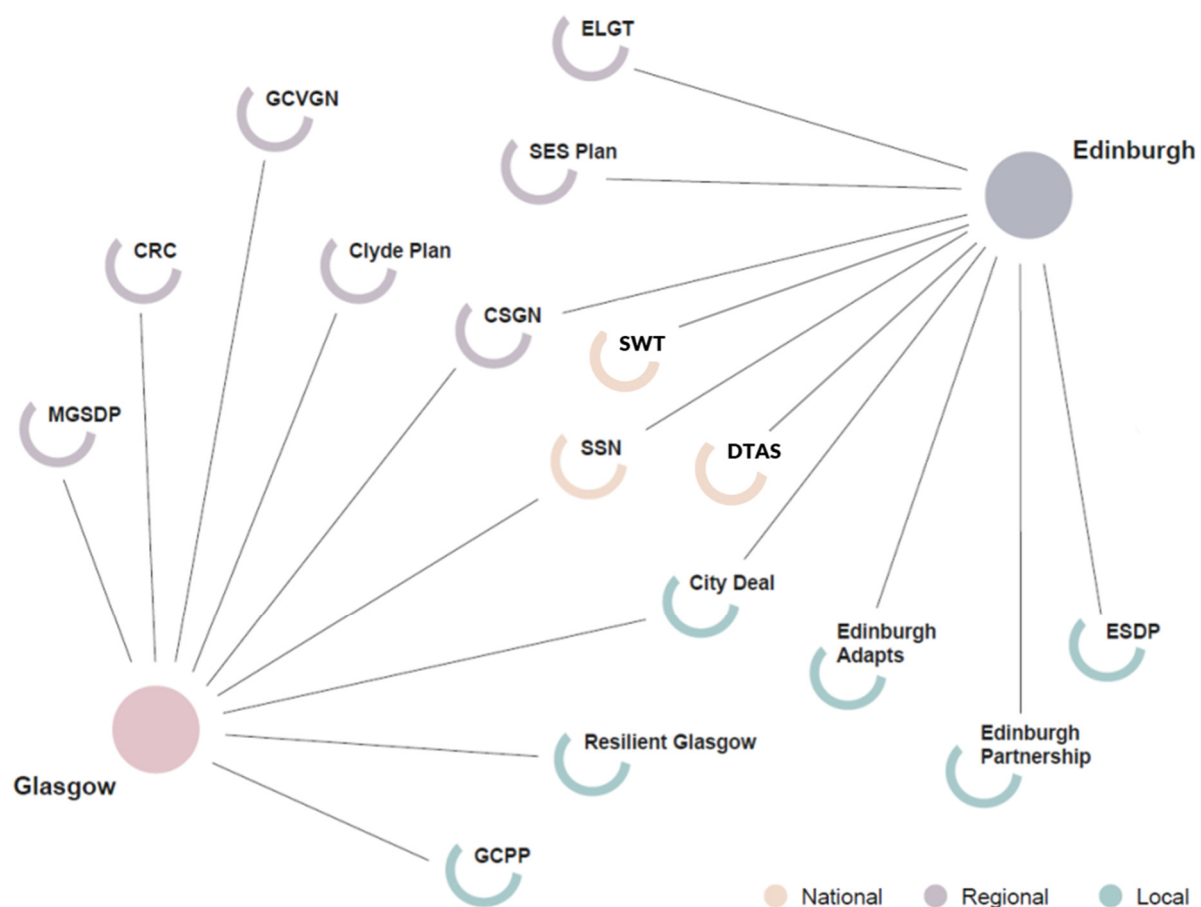 ELGT
GCVGN
SES Plan
Edinburgh
CRC
Clyde Plan
CSGN
SWT
MGSDP
SSN
DTAS
City Deal
Edinburgh
Adapts
ESDP
Edinburgh
Partnership
Resilient Glasgow
Glasgow
GCPP
National
Regional
Local